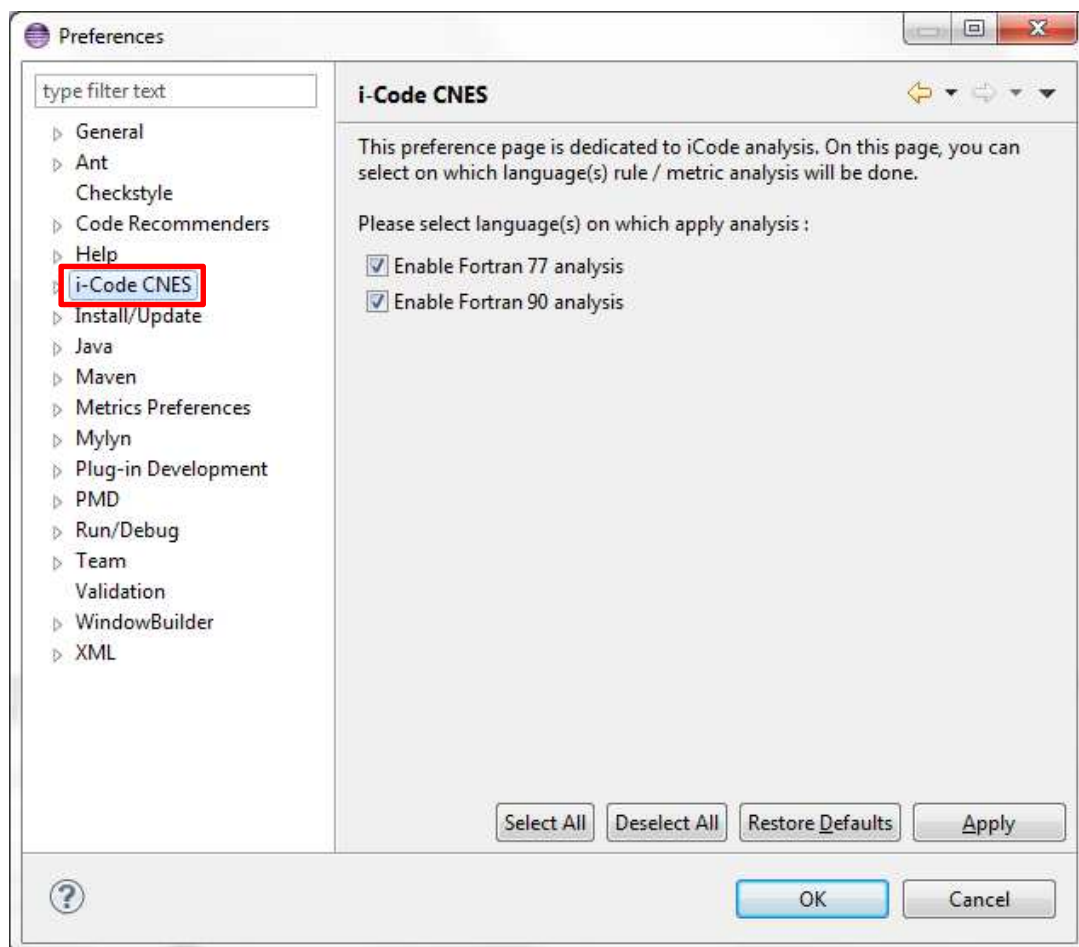 Preferences
type filter text
General
Ant
Checkstyle
Code Recommenders
Help
i-Code CNES
Install/Update
Java
Maven
Metrics Preferences
Mylyn
Plug-in Development
PMD
Run/Debug
Team
Validation
WindowBuilder
XML
i-Code CNES
This preference page is dedicated to iCode analysis. On this page, you can
select on which language(s) rule / metric analysis will be done.
Please select language(s) on which apply analysis :
Enable Fortran 77 analysis
Enable Fortran 90 analysis
Select All Deselect All Restore Defaults Apply
? OK Cancel